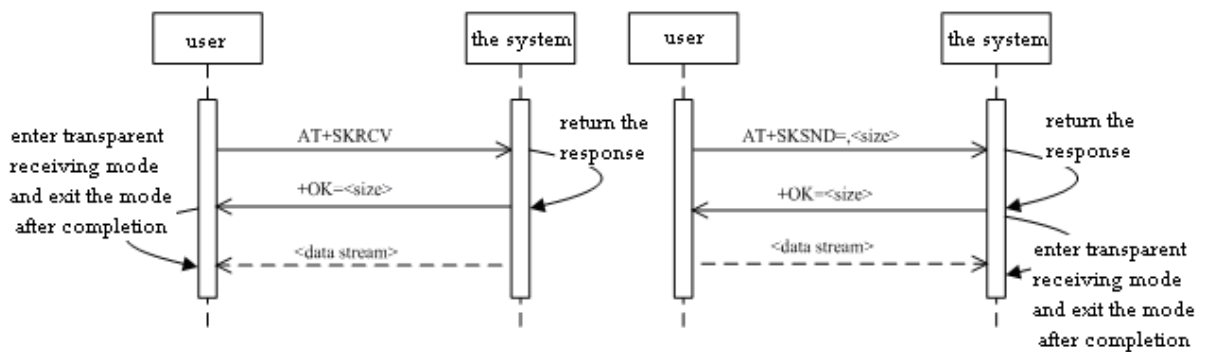 user
the system
enter transparent
receiving mode
and exit the mode
after completion
AT+SKRCV
return the
response
+OK=<size>
<data stream>
user
the system
AT+SKSND=,<size>
return the
response
+OK=<size>
<data stream>
enter transparent
receiving mode
and exit the mode
after completion